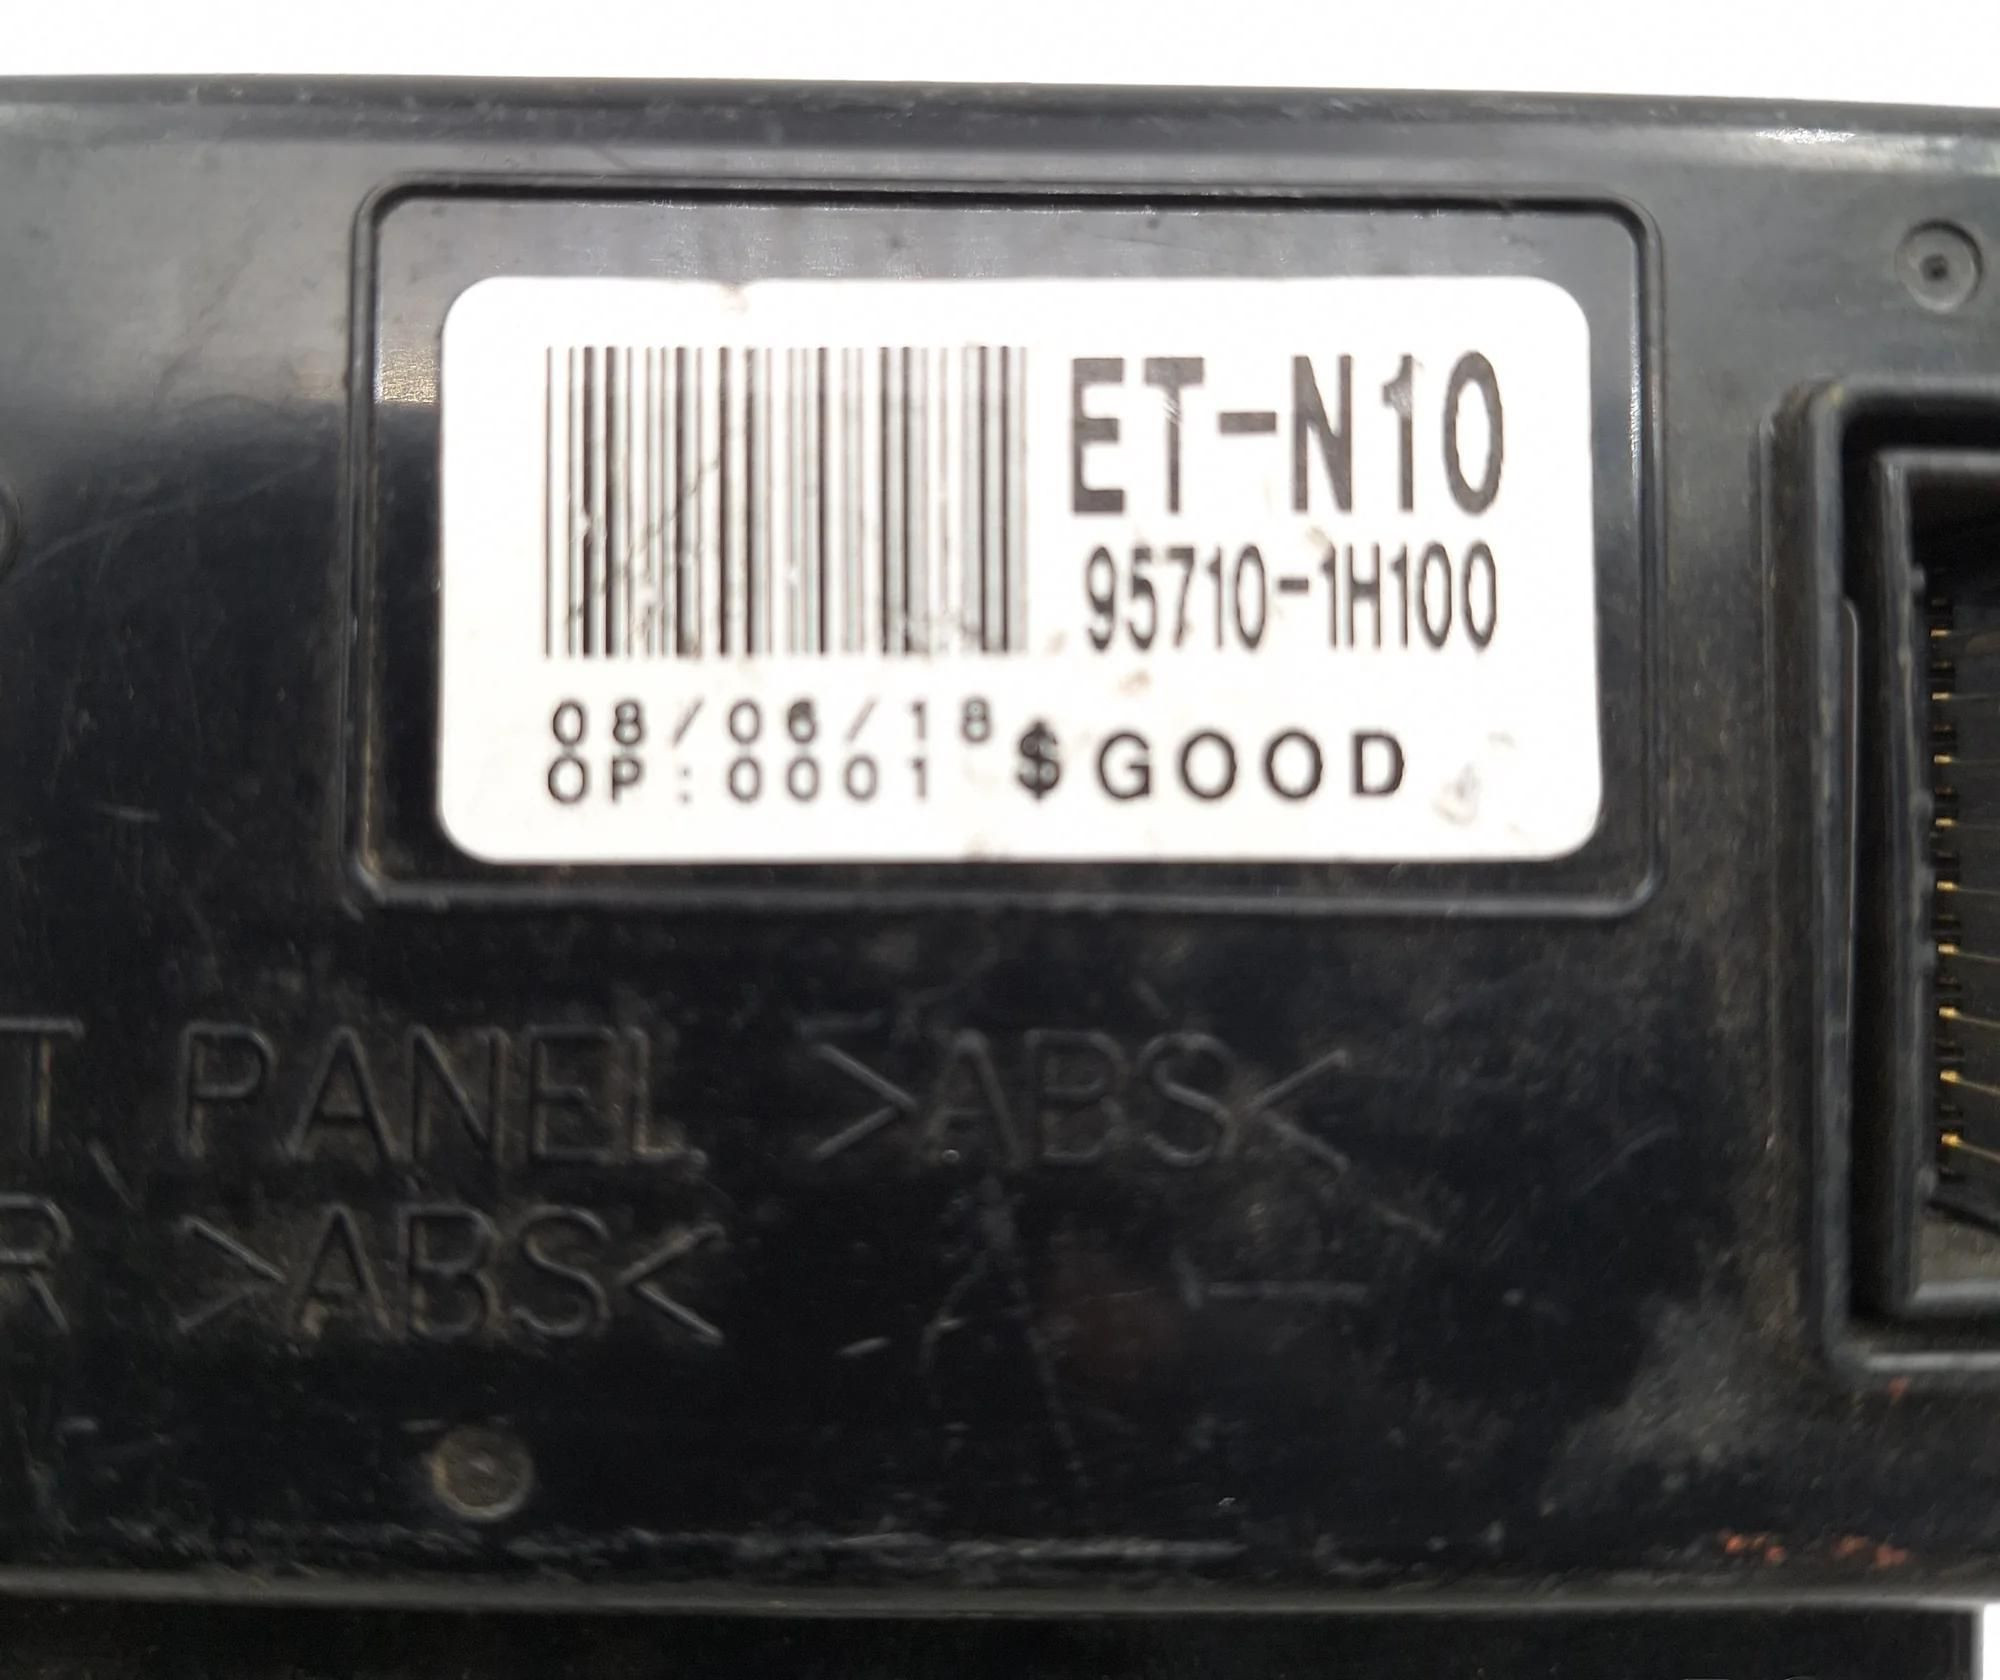 ET-N10
95710-1H100
08/06/18
OP:0001 $GOOD
T PANEL >ABS<
R >ABS<